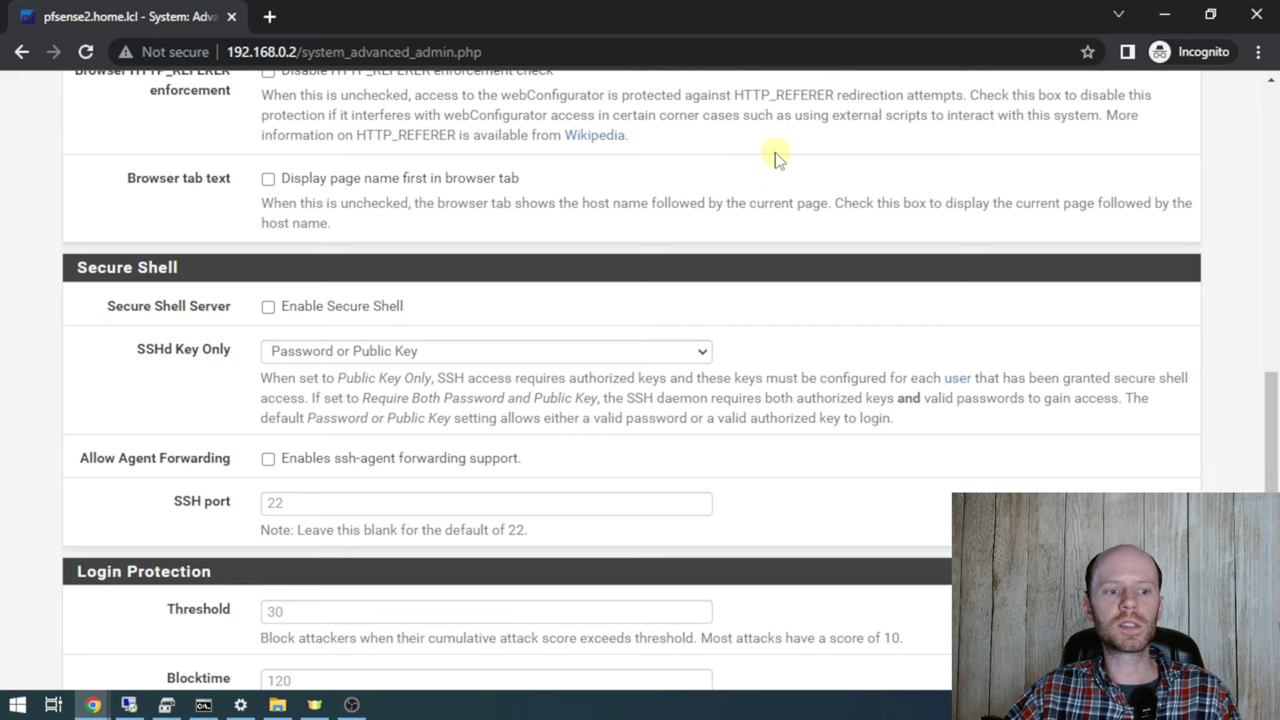 pfsense2.home.lcl - System: Adva
Not secure
192.168.0.2/system_advanced_admin.php
Incognito
Browser HTTP_REFERER
enforcement
Disable HTTP_REFERER enforcement check
When this is unchecked, access to the webConfigurator is protected against HTTP_REFERER redirection attempts. Check this box to disable this
protection if it interferes with webConfigurator access in certain corner cases such as using external scripts to interact with this system. More
information on HTTP_REFERER is available from Wikipedia.
Browser tab text
Display page name first in browser tab
When this is unchecked, the browser tab shows the host name followed by the current page. Check this box to display the current page followed by the
host name.
Secure Shell
Secure Shell Server
Enable Secure Shell
SSHd Key Only
Password or Public Key
When set to Public Key Only, SSH access requires authorized keys and these keys must be configured for each user that has been granted secure shell
access. If set to Require Both Password and Public Key, the SSH daemon requires both authorized keys and valid passwords to gain access. The
default Password or Public Key setting allows either a valid password or a valid authorized key to login.
Allow Agent Forwarding
Enables ssh-agent forwarding support.
SSH port
22
Note: Leave this blank for the default of 22.
Login Protection
Threshold
30
Block attackers when their cumulative attack score exceeds threshold. Most attacks have a score of 10.
Blocktime
120